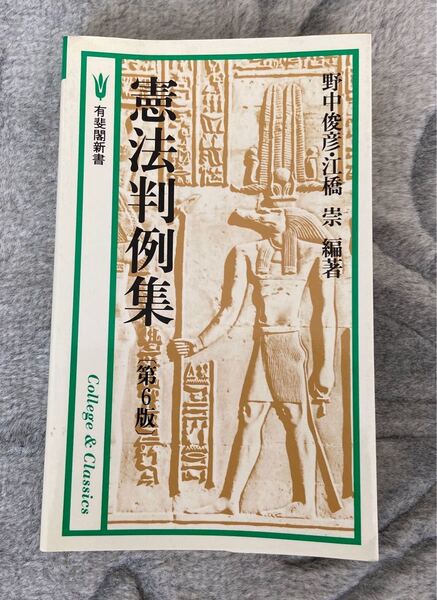 野中俊彦・江橋 崇 編著
憲法判例集
[第6版]
有斐閣新書
College & Classics